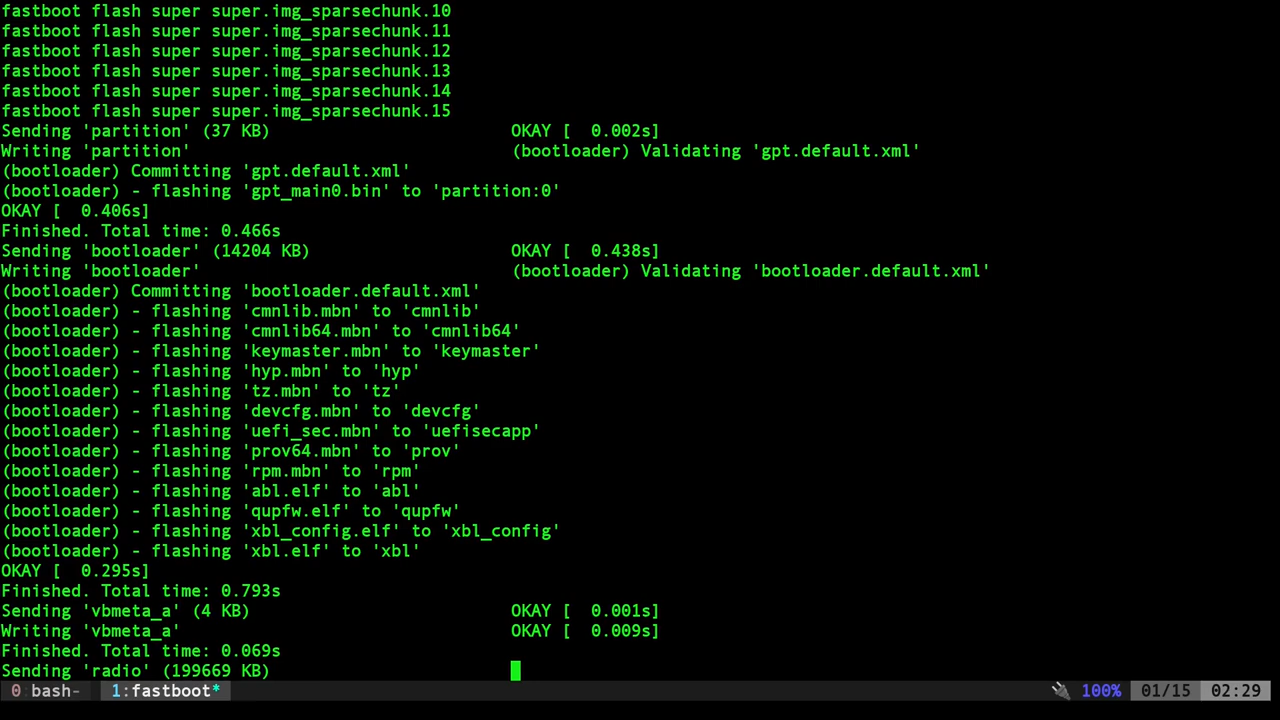 fastboot flash super super.img_sparsechunk.10
fastboot flash super super.img_sparsechunk.11
fastboot flash super super.img_sparsechunk.12
fastboot flash super super.img_sparsechunk.13
fastboot flash super super.img_sparsechunk.14
fastboot flash super super.img_sparsechunk.15
Sending 'partition' (37 KB)                        OKAY [  0.002s]
Writing 'partition'                                (bootloader) Validating 'gpt.default.xml'
(bootloader) Committing 'gpt.default.xml'
(bootloader) - flashing 'gpt_main0.bin' to 'partition:0'
OKAY [  0.406s]
Finished. Total time: 0.466s
Sending 'bootloader' (14204 KB)                    OKAY [  0.438s]
Writing 'bootloader'                               (bootloader) Validating 'bootloader.default.xml'
(bootloader) Committing 'bootloader.default.xml'
(bootloader) - flashing 'cmnlib.mbn' to 'cmnlib'
(bootloader) - flashing 'cmnlib64.mbn' to 'cmnlib64'
(bootloader) - flashing 'keymaster.mbn' to 'keymaster'
(bootloader) - flashing 'hyp.mbn' to 'hyp'
(bootloader) - flashing 'tz.mbn' to 'tz'
(bootloader) - flashing 'devcfg.mbn' to 'devcfg'
(bootloader) - flashing 'uefi_sec.mbn' to 'uefisecapp'
(bootloader) - flashing 'prov64.mbn' to 'prov'
(bootloader) - flashing 'rpm.mbn' to 'rpm'
(bootloader) - flashing 'abl.elf' to 'abl'
(bootloader) - flashing 'qupfw.elf' to 'qupfw'
(bootloader) - flashing 'xbl_config.elf' to 'xbl_config'
(bootloader) - flashing 'xbl.elf' to 'xbl'
OKAY [  0.295s]
Finished. Total time: 0.793s
Sending 'vbmeta_a' (4 KB)                          OKAY [  0.001s]
Writing 'vbmeta_a'                                 OKAY [  0.009s]
Finished. Total time: 0.069s
Sending 'radio' (199669 KB)
0 bash-  1:fastboot*  100%  01/15  02:29